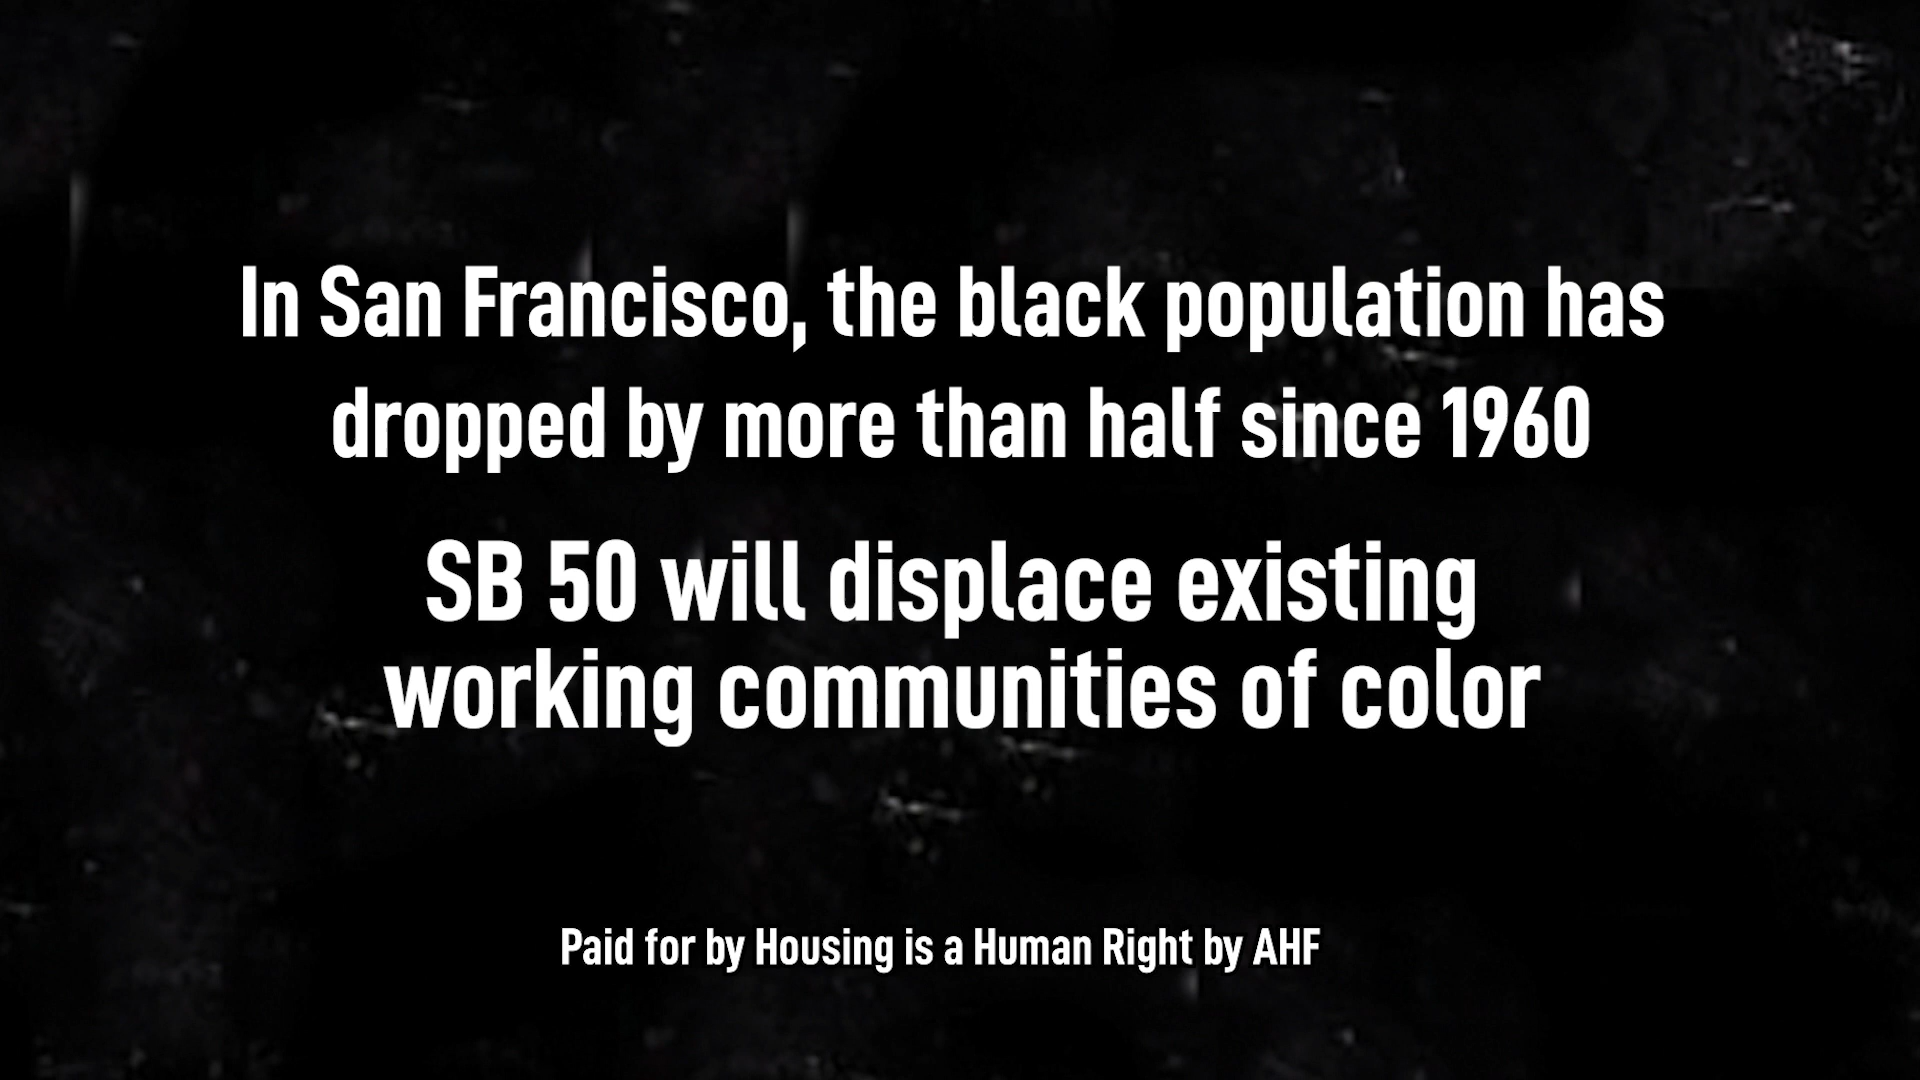 In San Francisco, the black population has
dropped by more than half since 1960
SB 50 will displace existing
working communities of color
Paid for by Housing is a Human Right by AHF